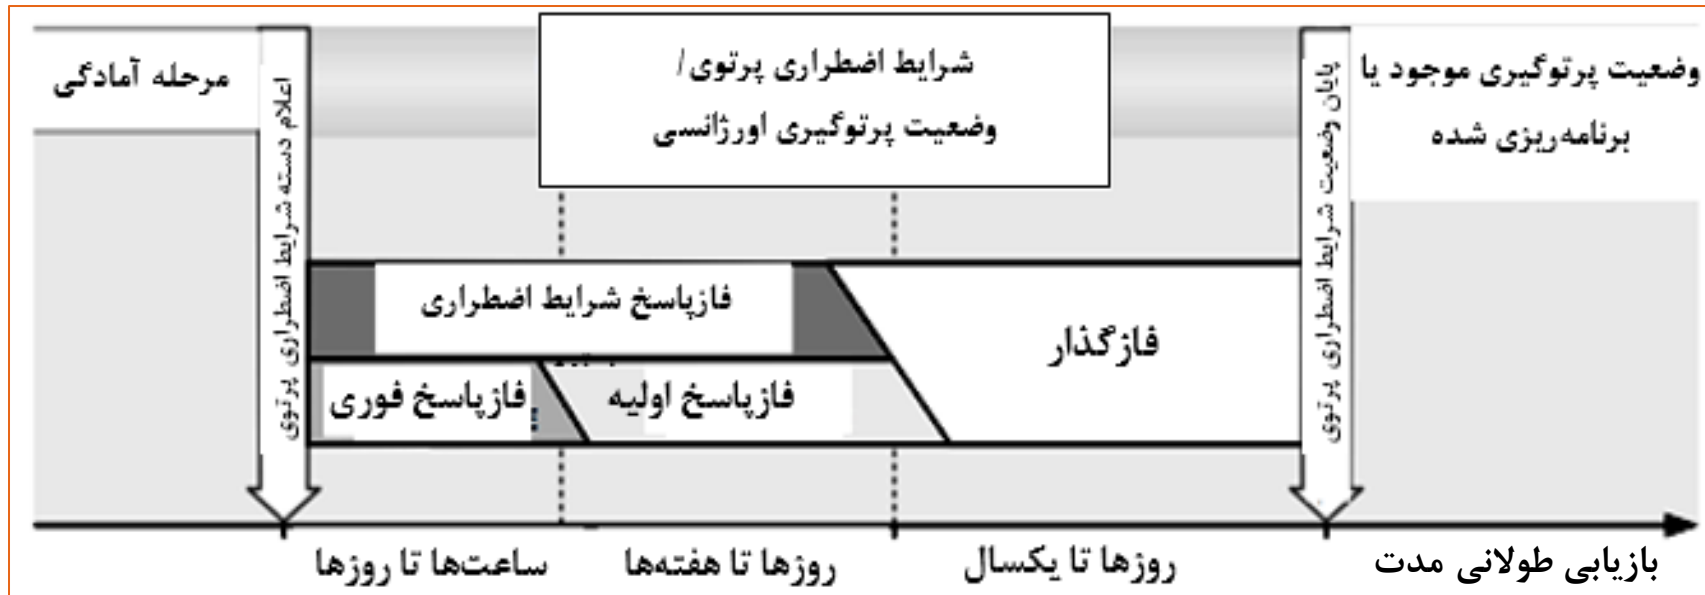 مرحله آمادگی
اعلام دسته شرایط اضطراری پرتوی
شرایط اضطراری پرتوی/
وضعیت پرتوگیری اورژانسی
پایان وضعیت شرایط اضطراری پرتوی
وضعیت پرتوگیری موجود یا
برنامه‌ریزی شده
فازپاسخ شرایط اضطراری
فازگذار
فازپاسخ فوری
فازپاسخ اولیه
ساعت‌ها تا روزها
روزها تا هفته‌ها
روزها تا یکسال
بازیابی طولانی مدت